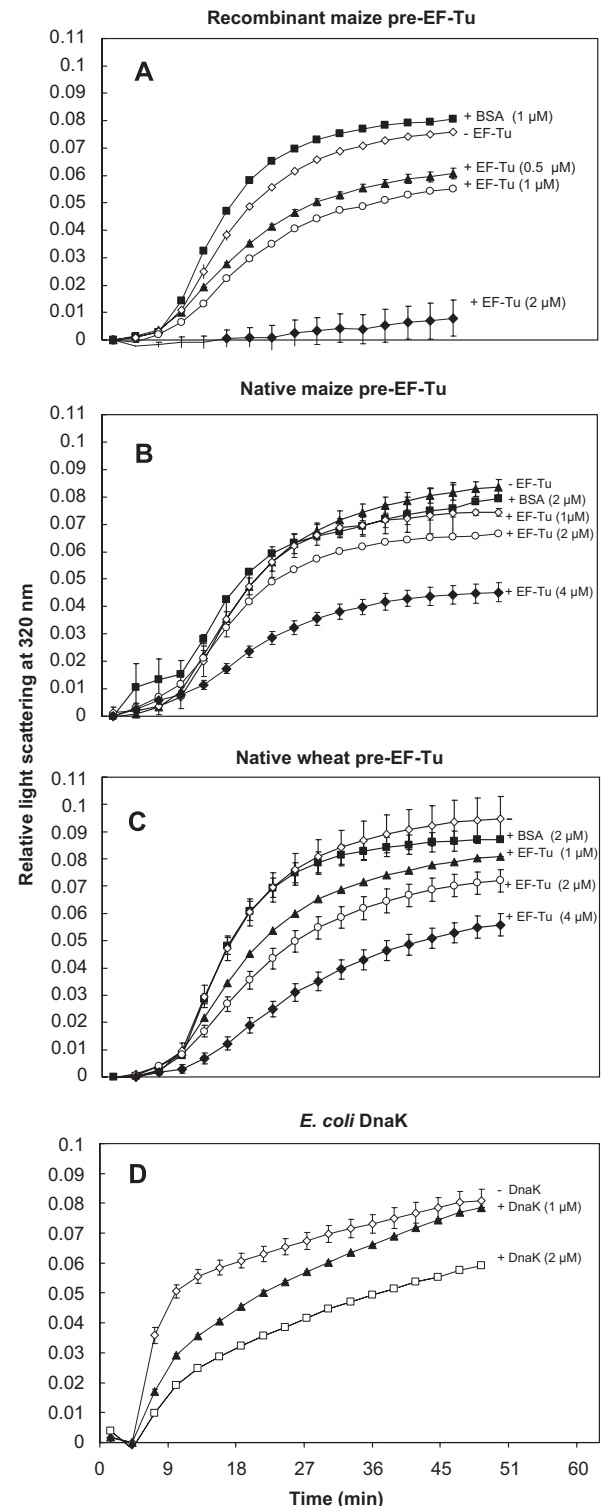 Recombinant maize pre-EF-Tu
0.11
0.1
0.09
0.08
0.07
0.06
0.05
0.04
0.03
0.02
0.01
0
A
+ BSA (1 µM)
- EF-Tu
+ EF-Tu (0.5 µM)
+ EF-Tu (1 µM)
+ EF-Tu (2 µM)
Native maize pre-EF-Tu
0.11
0.1
0.09
0.08
0.07
0.06
0.05
0.04
0.03
0.02
0.01
0
B
- EF-Tu
+ BSA (2 µM)
+ EF-Tu (1µM)
+ EF-Tu (2 µM)
+ EF-Tu (4 µM)
Relative light scattering at 320 nm
Native wheat pre-EF-Tu
0.11
0.1
0.09
0.08
0.07
0.06
0.05
0.04
0.03
0.02
0.01
0
C
-
+ BSA (2 µM)
+ EF-Tu (1 µM)
+ EF-Tu (2 µM)
+ EF-Tu (4 µM)
E. coli DnaK
0.1
0.09
0.08
0.07
0.06
0.05
0.04
0.03
0.02
0.01
0
D
- DnaK
+ DnaK (1 µM)
+ DnaK (2 µM)
0 9 18 27 36 45 51 60
Time (min)